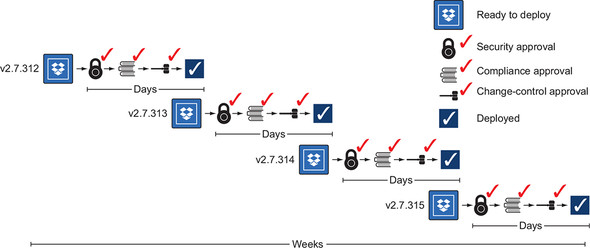 Ready to deploy
Security approval
Compliance approval
Change-control approval
Deployed
v2.7.312
Days
v2.7.313
Days
v2.7.314
Days
v2.7.315
Days
Weeks